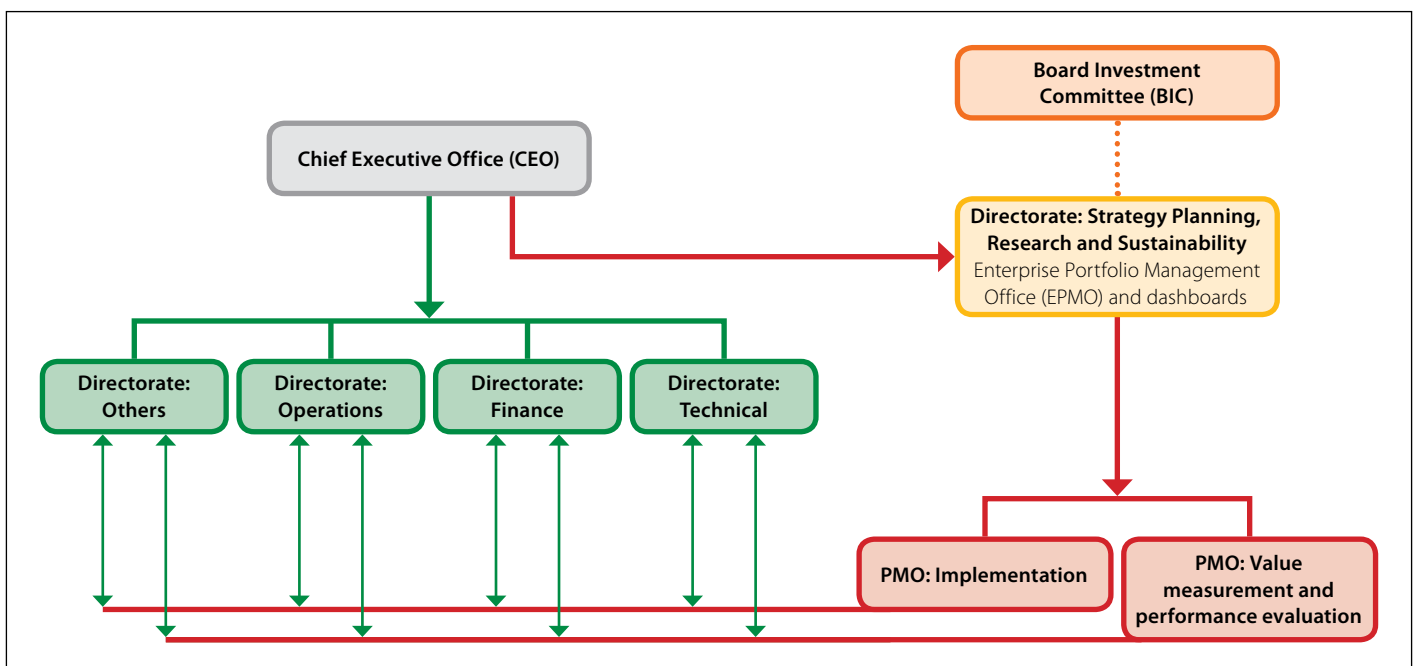 Board Investment
Committee (BIC)
Chief Executive Office (CEO)
Directorate: Strategy Planning,
Research and Sustainability
Enterprise Portfolio Management
Office (EPMO) and dashboards
Directorate:
Others
Directorate:
Operations
Directorate:
Finance
Directorate:
Technical
PMO: Implementation
PMO: Value
measurement and
performance evaluation